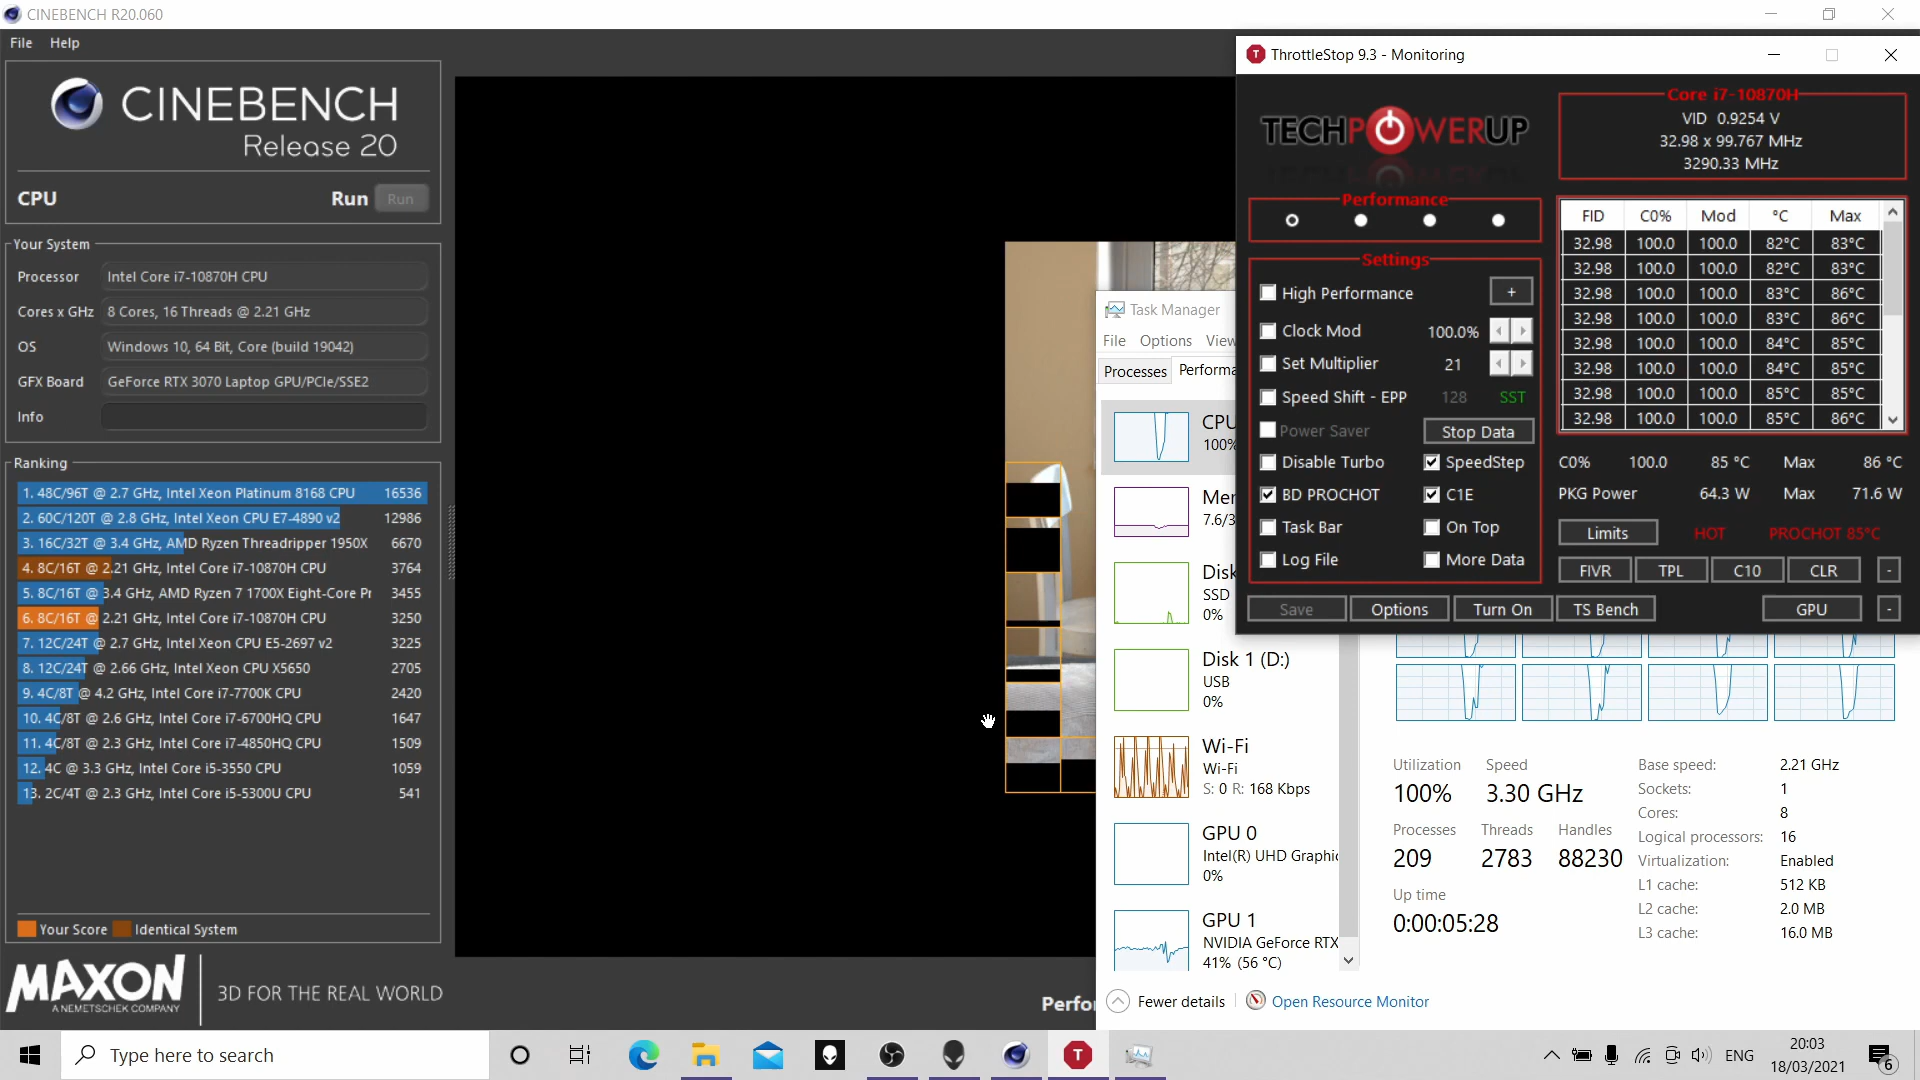 CINEBENCH R20.060
File Help
CINEBENCH
Release 20
CPU Run Run
Your System
Processor Intel Core i7-10870H CPU
Cores x GHz 8 Cores, 16 Threads @ 2.21 GHz
OS Windows 10, 64 Bit, Core (build 19042)
GFX Board GeForce RTX 3070 Laptop GPU/PCIe/SSE2
Info
Ranking
1. 48C/96T @ 2.7 GHz, Intel Xeon Platinum 8168 CPU 16536
2. 60C/120T @ 2.8 GHz, Intel Xeon CPU E7-4890 v2 12986
3. 16C/32T @ 3.4 GHz, AMD Ryzen Threadripper 1950X 6670
4. 8C/16T @ 2.21 GHz, Intel Core i7-10870H CPU 3764
5. 8C/16T @ 3.4 GHz, AMD Ryzen 7 1700X Eight-Core Pr 3455
6. 8C/16T @ 2.21 GHz, Intel Core i7-10870H CPU 3250
7. 12C/24T @ 2.7 GHz, Intel Xeon CPU E5-2697 v2 3225
8. 12C/24T @ 2.66 GHz, Intel Xeon CPU X5650 2705
9. 4C/8T @ 4.2 GHz, Intel Core i7-7700K CPU 2420
10. 4C/8T @ 2.6 GHz, Intel Core i7-6700HQ CPU 1647
11. 4C/8T @ 2.3 GHz, Intel Core i7-4850HQ CPU 1509
12. 4C @ 3.3 GHz, Intel Core i5-3550 CPU 1059
13. 2C/4T @ 2.3 GHz, Intel Core i5-5300U CPU 541
Your Score Identical System
MAXON
A NEMETSCHEK COMPANY
3D FOR THE REAL WORLD
Perfo
ThrottleStop 9.3 - Monitoring
TECHPOWERUP
Core i7-10870H
VID 0.9254 V
32.98 x 99.767 MHz
3290.33 MHz
Performance
Settings
High Performance +
Clock Mod 100.0%
Set Multiplier 21
Speed Shift - EPP 128 SST
Power Saver Stop Data
Disable Turbo SpeedStep
BD PROCHOT C1E
Task Bar On Top
Log File More Data
Save Options Turn On TS Bench
FID C0% Mod °C Max
32.98 100.0 100.0 82°C 83°C
32.98 100.0 100.0 82°C 83°C
32.98 100.0 100.0 83°C 86°C
32.98 100.0 100.0 83°C 86°C
32.98 100.0 100.0 84°C 85°C
32.98 100.0 100.0 84°C 85°C
32.98 100.0 100.0 85°C 85°C
32.98 100.0 100.0 85°C 86°C
C0% 100.0 85 °C Max 86 °C
PKG Power 64.3 W Max 71.6 W
Limits HOT PROCHOT 85°C
FIVR TPL C10 CLR -
GPU -
Task Manager
File Options View
Processes Performa
CPU
100%
Mer
7.6/3
Disk
SSD
0%
Disk 1 (D:)
USB
0%
Wi-Fi
Wi-Fi
S: 0 R: 168 Kbps
GPU 0
Intel(R) UHD Graphic
0%
GPU 1
NVIDIA GeForce RTX
41% (56 °C)
Utilization Speed
100% 3.30 GHz
Processes Threads Handles
209 2783 88230
Up time
0:00:05:28
Base speed: 2.21 GHz
Sockets: 1
Cores: 8
Logical processors: 16
Virtualization: Enabled
L1 cache: 512 KB
L2 cache: 2.0 MB
L3 cache: 16.0 MB
Fewer details Open Resource Monitor
Type here to search
T
ENG
20:03
18/03/2021
6